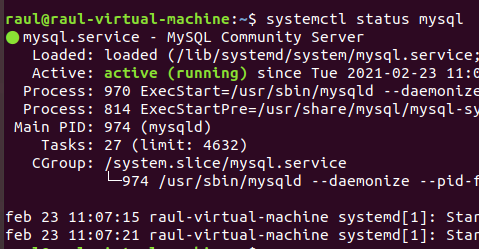 raul@raul-virtual-machine:~$ systemctl status mysql
● mysql.service - MySQL Community Server
Loaded: loaded (/lib/systemd/system/mysql.service;
Active: active (running) since Tue 2021-02-23 11:0
Process: 970 ExecStart=/usr/sbin/mysqld --daemonize
Process: 814 ExecStartPre=/usr/share/mysql/mysql-sy
Main PID: 974 (mysqld)
Tasks: 27 (limit: 4632)
CGroup: /system.slice/mysql.service
└─974 /usr/sbin/mysqld --daemonize --pid-f
feb 23 11:07:15 raul-virtual-machine systemd[1]: Star
feb 23 11:07:21 raul-virtual-machine systemd[1]: Star